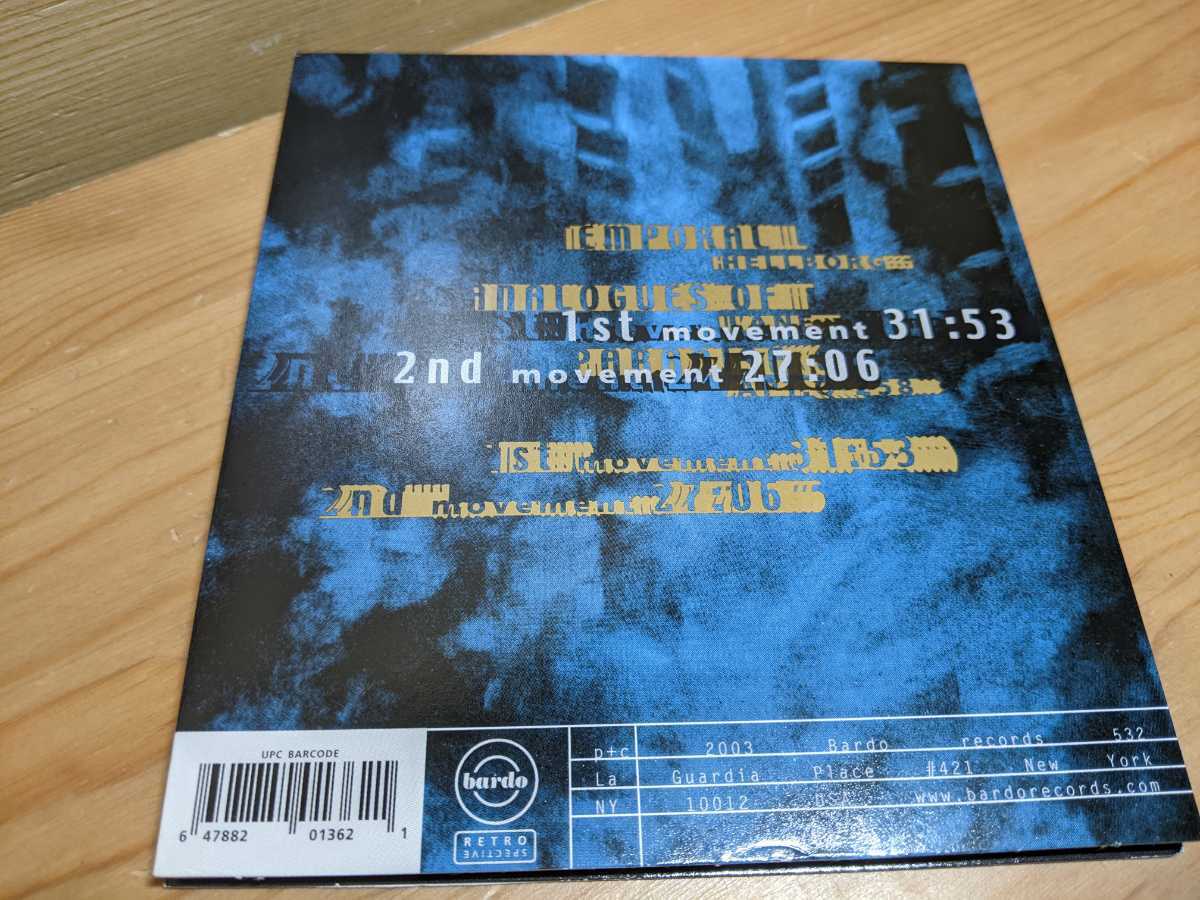 TEMPORAL
HELLBORG
ANALOGUES OF
1st movement 31:53
2nd movement 27:06
1st movement 31:53
2nd movement 27:06
UPC BARCODE
6 47882 01362 1
bardo
RETRO
SPECTIVE
p+c 2003 Bardo records 532
La Guardia Place #421 New York
NY 10012 USA www.bardorecords.com